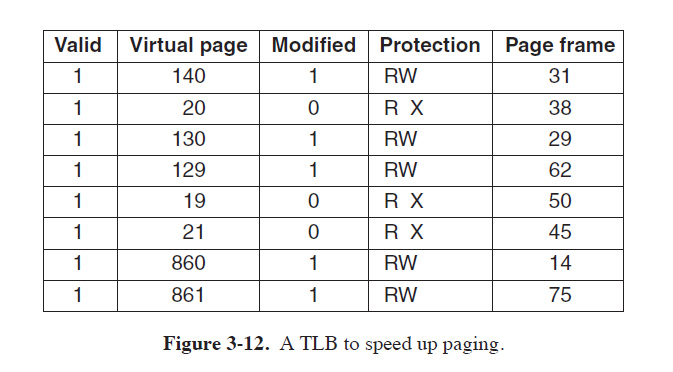 Valid Virtual page Modified Protection Page frame
1 140 1 RW 31
1 20 0 R X 38
1 130 1 RW 29
1 129 1 RW 62
1 19 0 R X 50
1 21 0 R X 45
1 860 1 RW 14
1 861 1 RW 75
Figure 3-12. A TLB to speed up paging.